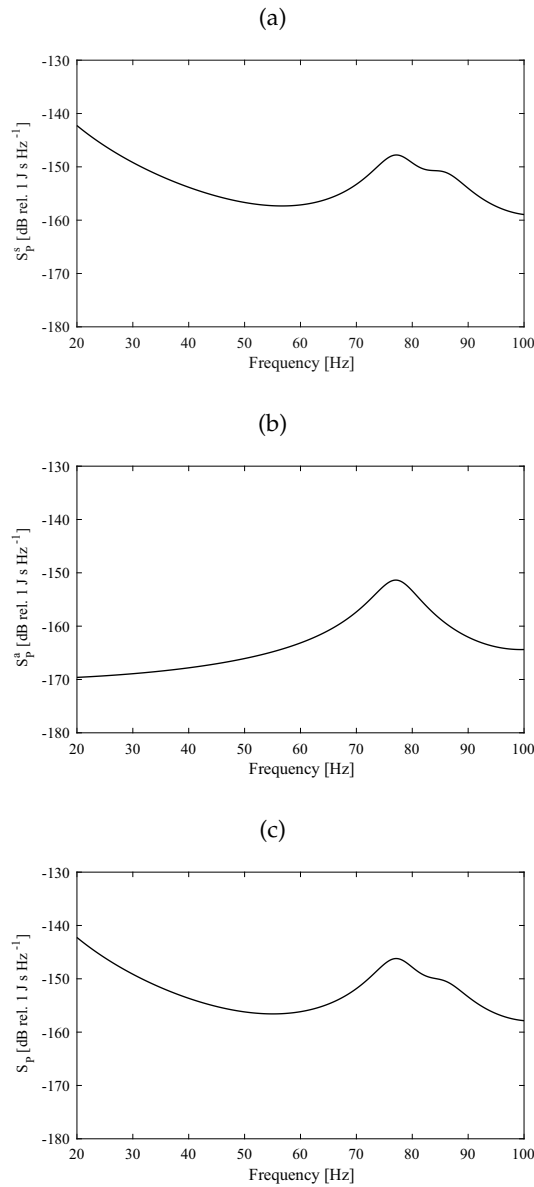 (a)
-130
-140
-150
-160
-170
-180
S_P^s [dB rel. 1 J s Hz^-1]
20 30 40 50 60 70 80 90 100
Frequency [Hz]
(b)
-130
-140
-150
-160
-170
-180
S_P^a [dB rel. 1 J s Hz^-1]
20 30 40 50 60 70 80 90 100
Frequency [Hz]
(c)
-130
-140
-150
-160
-170
-180
S_P [dB rel. 1 J s Hz^-1]
20 30 40 50 60 70 80 90 100
Frequency [Hz]